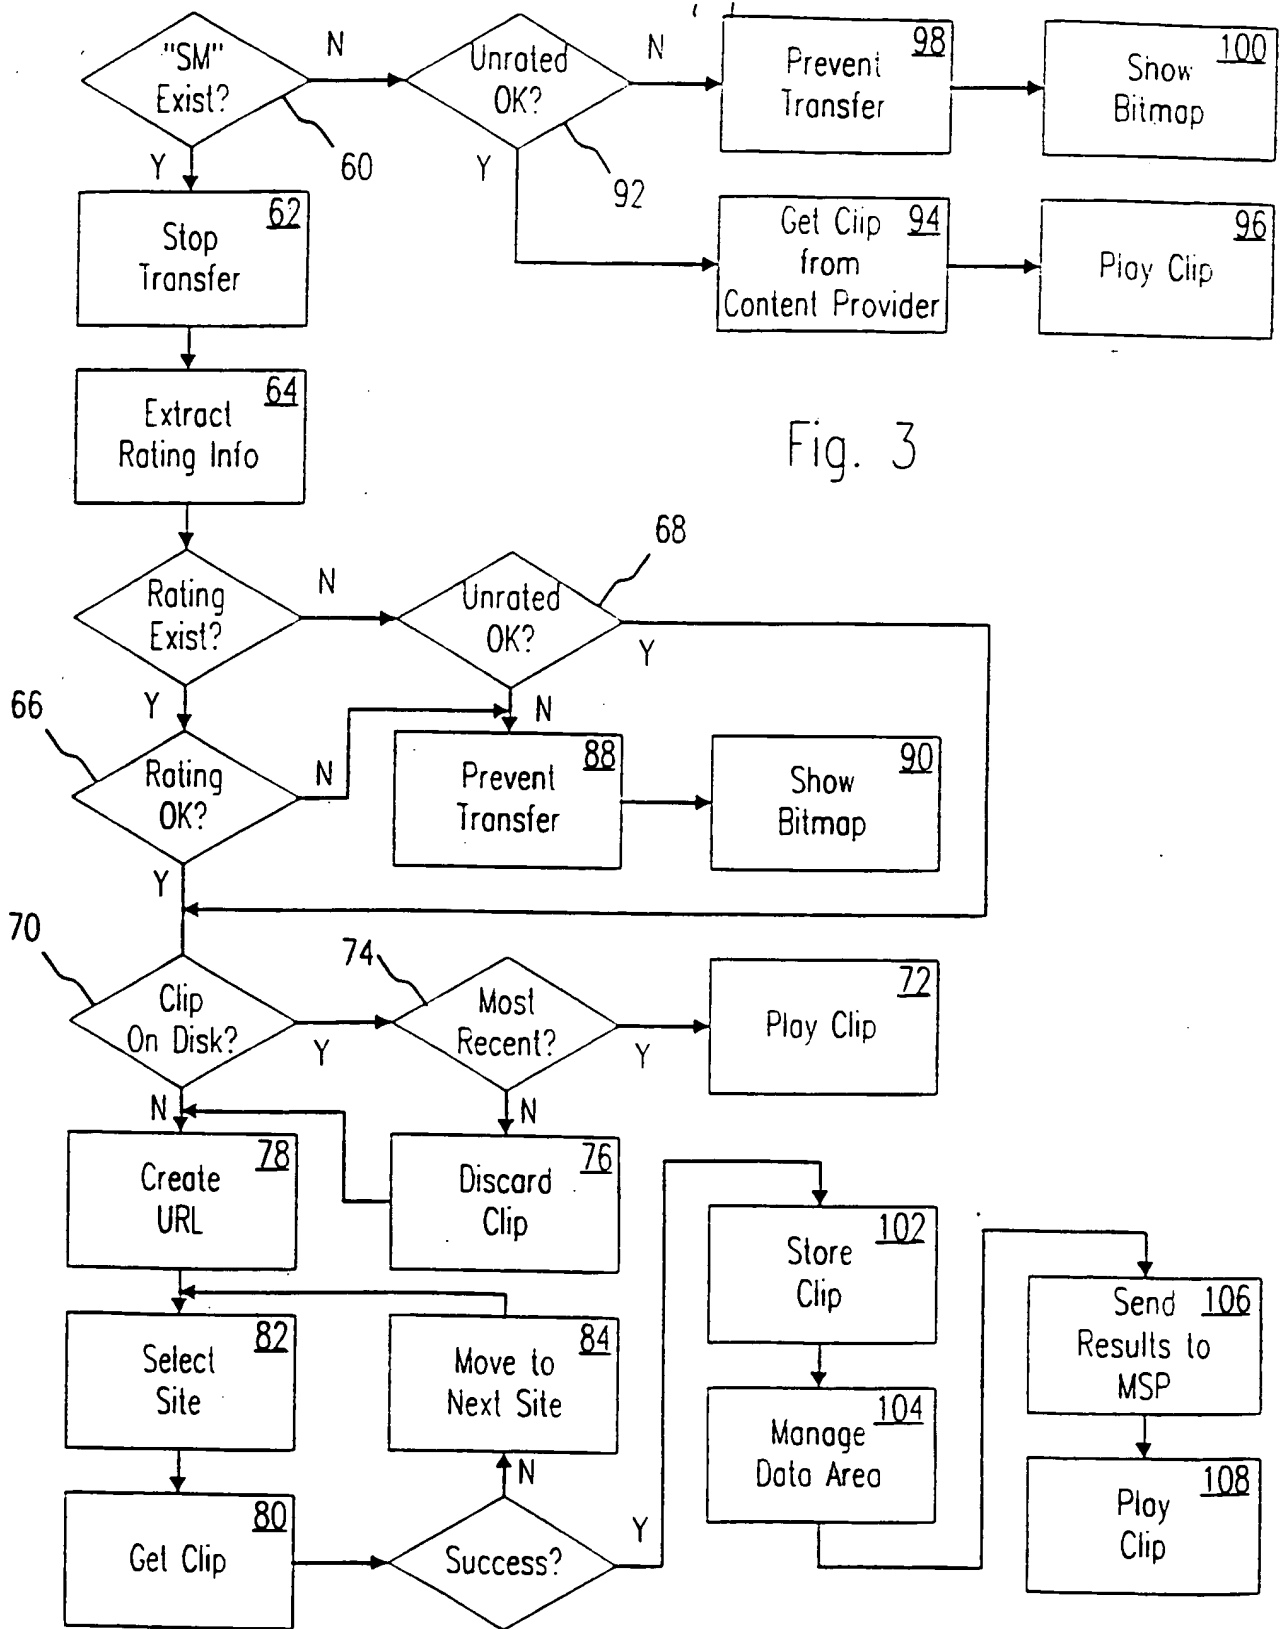 "SM"
Exist?
N
60
Y
Unrated
OK?
N
92
Y
98
Prevent
Transfer
100
Show
Bitmap
62
Stop
Transfer
94
Get Clip
from
Content Provider
96
Play Clip
64
Extract
Rating Info
Fig. 3
Rating
Exist?
N
Y
68
Unrated
OK?
Y
N
66
Rating
OK?
N
Y
88
Prevent
Transfer
90
Show
Bitmap
70
Clip
On Disk?
Y
N
74
Most
Recent?
Y
N
72
Play Clip
78
Create
URL
76
Discard
Clip
102
Store
Clip
82
Select
Site
84
Move to
Next Site
104
Manage
Data Area
106
Send
Results to
MSP
80
Get Clip
N
Success?
Y
108
Play
Clip